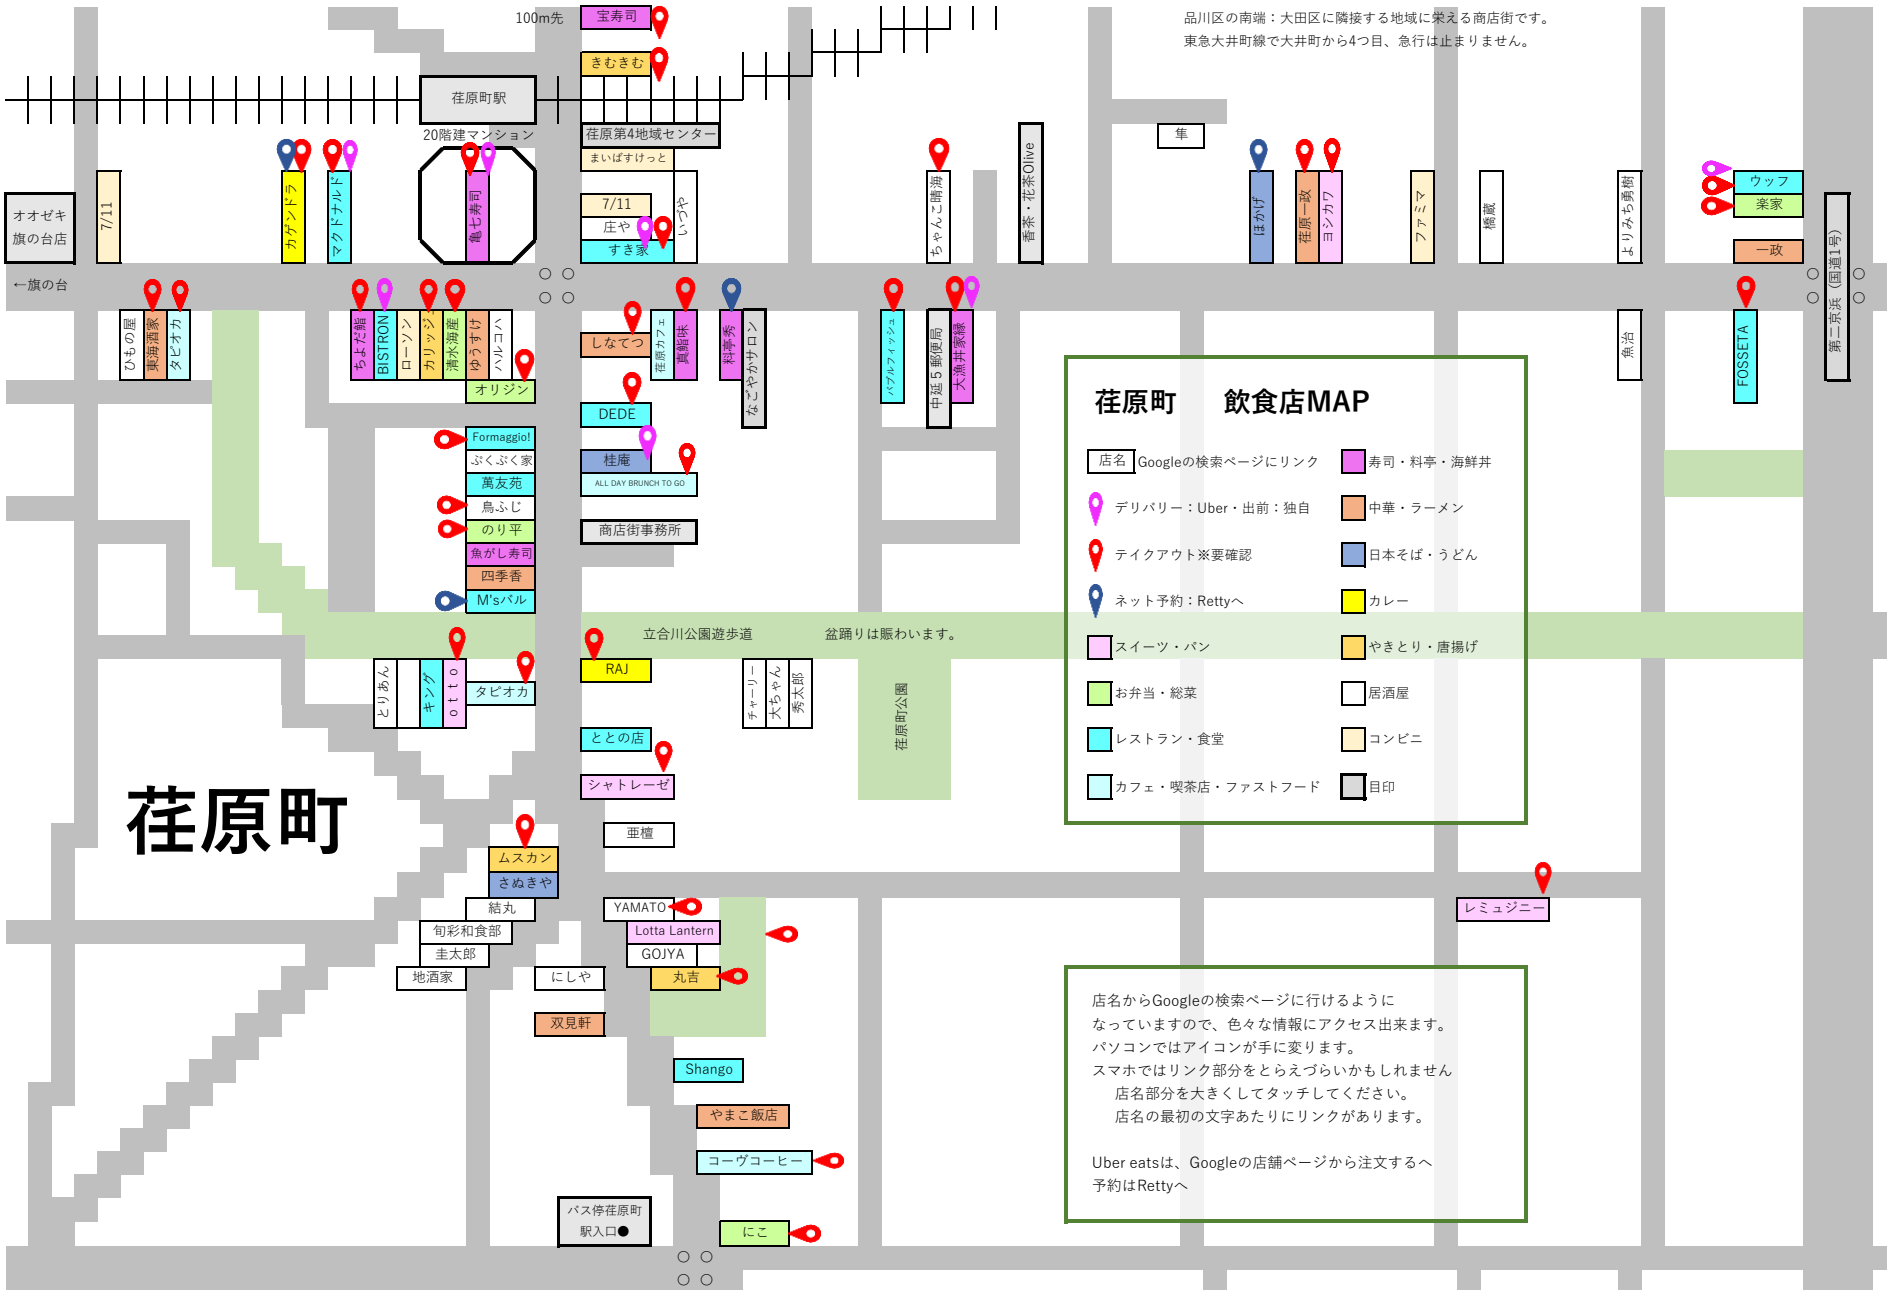 100m先
宝寿司
品川区の南端：大田区に隣接する地域に栄える商店街です。
東急大井町線で大井町から4つ目、急行は止まりません。
きむきむ
荏原町駅
20階建マンション
荏原第4地域センター
まいばすけっと
隼
オオゼキ
旗の台店
7/11
カゲンドラ
マクドナルド
亀七寿司
7/11
庄や
すき家
いづや
ちゃんこ晴海
香茶・花茶Olive
ほかげ
荏原一政
ヨシカワ
ファミマ
橋蔵
よりみち勇樹
ウッフ
楽家
一政
第二京浜（国道1号）
←旗の台
ひもの屋
東海酒家
タピオカ
ちよだ鮨
BISTRON
ローソン
カリッジュ
清水海産
ゆうすけ
ハルコハ
オリジン
しなてつ
荏原カフェ
真鮨味
料亭秀
なごやかサロン
バブルフィッシュ
中延５郵便局
大漁丼家縁
魚治
FOSSETA
DEDE
Formaggio!
ぷくぷく家
萬友苑
鳥ふじ
のり平
魚がし寿司
四季香
M'sバル
桂庵
ALL DAY BRUNCH TO GO
商店街事務所
荏原町　飲食店MAP
店名　Googleの検索ページにリンク
寿司・料亭・海鮮丼
デリバリー：Uber・出前：独自
中華・ラーメン
テイクアウト※要確認
日本そば・うどん
ネット予約：Rettyへ
カレー
スイーツ・パン
やきとり・唐揚げ
お弁当・総菜
居酒屋
レストラン・食堂
コンビニ
カフェ・喫茶店・ファストフード
目印
立合川公園遊歩道
盆踊りは賑わいます。
とりあん
キング
otto
タピオカ
RAJ
チャーリー
大ちゃん
秀太郎
荏原町公園
ととの店
シャトレーゼ
荏原町
亜檀
ムスカン
さぬきや
結丸
旬彩和食部
圭太郎
地酒家
YAMATO
Lotta Lantern
GOJYA
丸吉
にしや
双見軒
レミュジニー
Shango
やまこ飯店
コーヴコーヒー
バス停荏原町
駅入口●
にこ
店名からGoogleの検索ページに行けるように
なっていますので、色々な情報にアクセス出来ます。
パソコンではアイコンが手に変ります。
スマホではリンク部分をとらえづらいかもしれません
店名部分を大きくしてタッチしてください。
店名の最初の文字あたりにリンクがあります。
Uber eatsは、Googleの店舗ページから注文するへ
予約はRettyへ